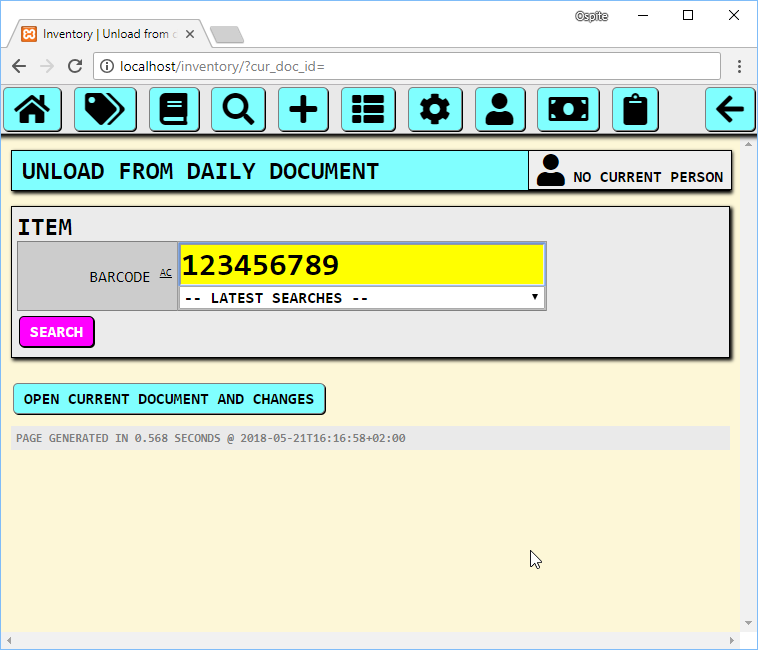 Ospite
Inventory | Unload from d
localhost/inventory/?cur_doc_id=
UNLOAD FROM DAILY DOCUMENT
NO CURRENT PERSON
ITEM
BARCODE AC
123456789
-- LATEST SEARCHES --
SEARCH
OPEN CURRENT DOCUMENT AND CHANGES
PAGE GENERATED IN 0.568 SECONDS @ 2018-05-21T16:16:58+02:00